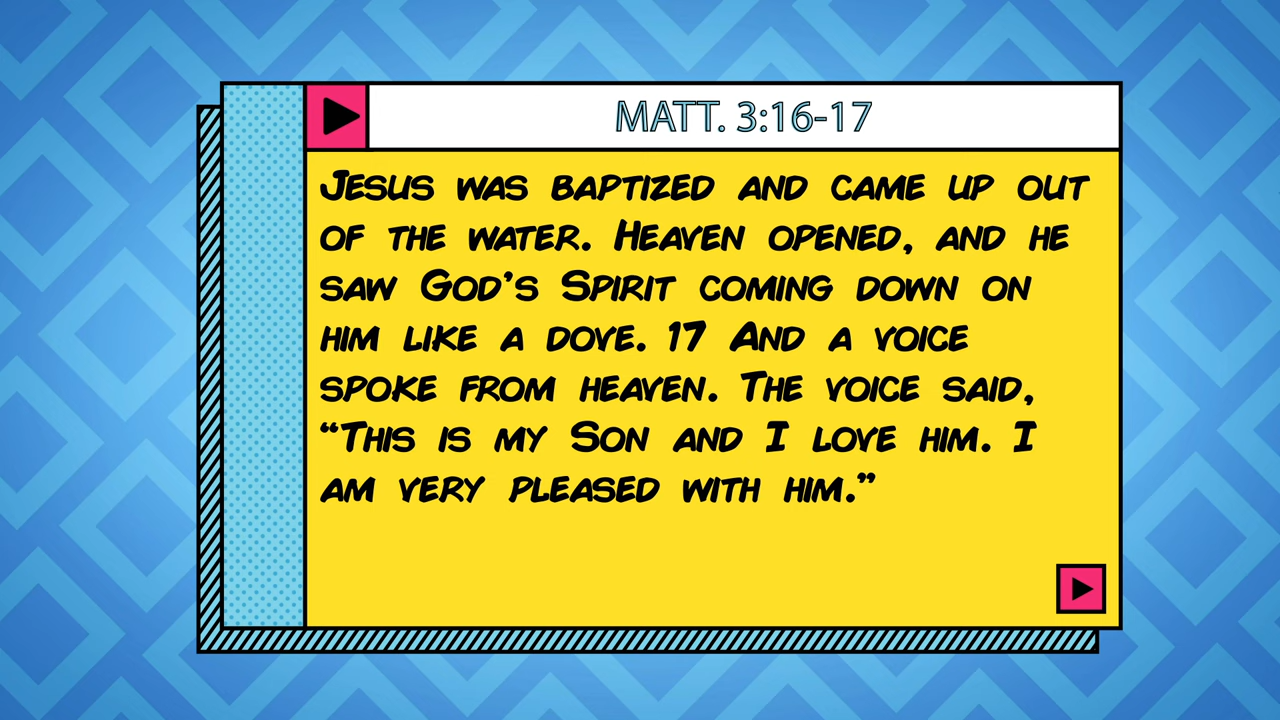 MATT. 3:16-17
Jesus was baptized and came up out
of the water. Heaven opened, and he
saw God’s Spirit coming down on
him like a dove. 17 And a voice
spoke from heaven. The voice said,
“This is my Son and I love him. I
am very pleased with him.”